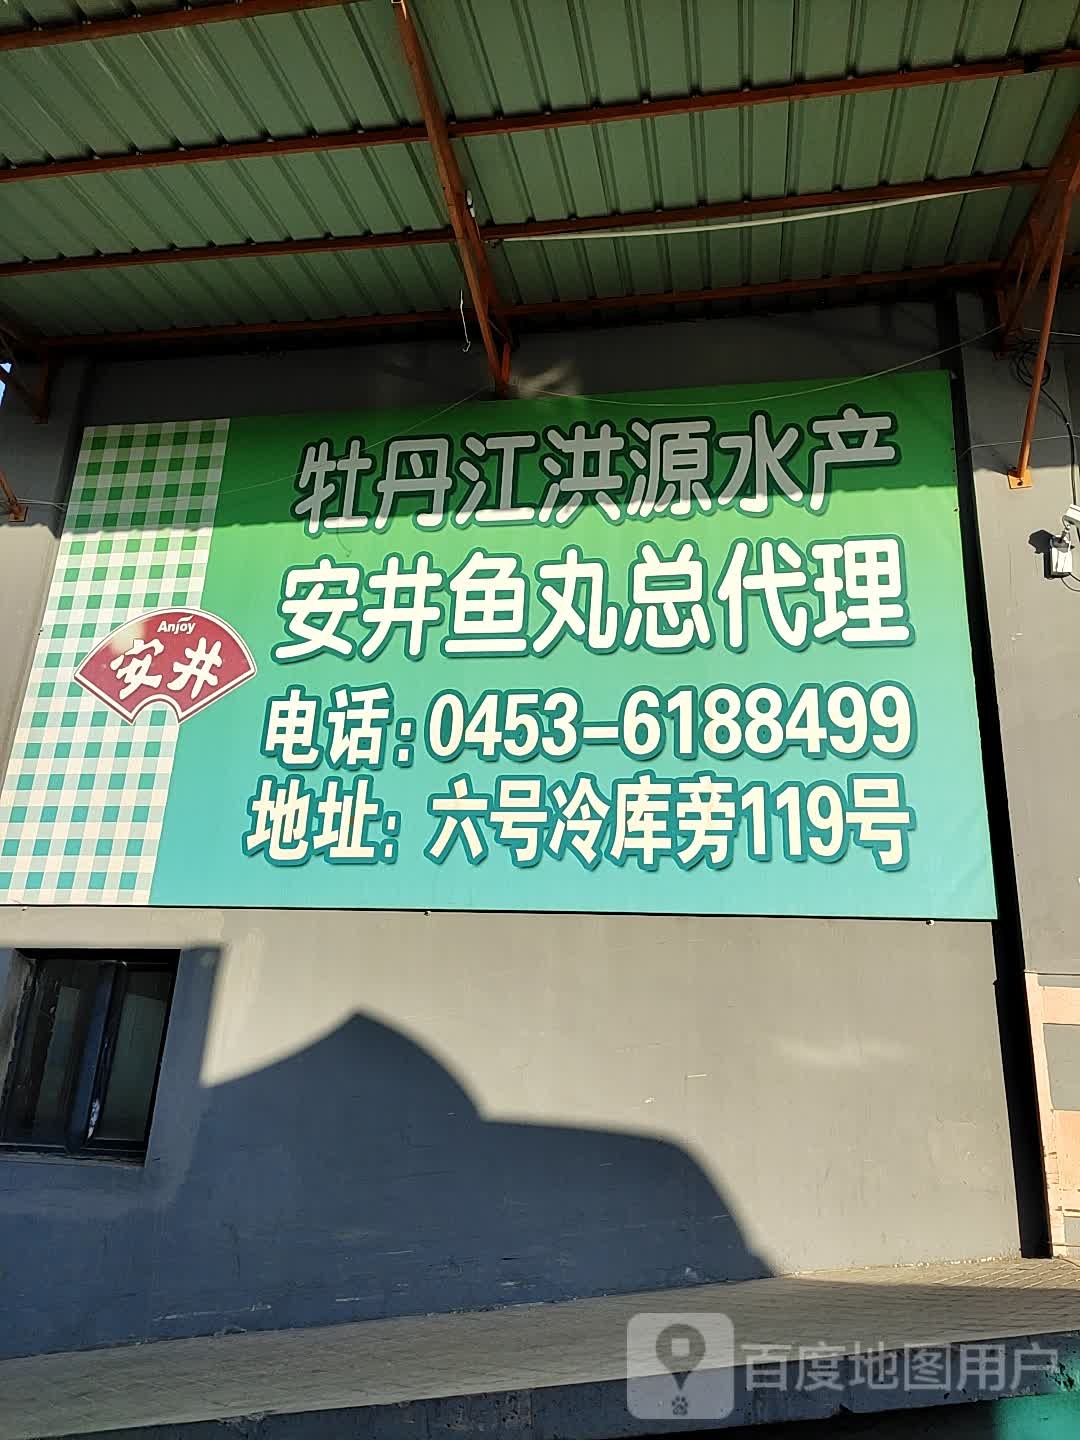 牡丹江洪源水产
安井鱼丸总代理
Anjoy
安井
电话:0453-6188499
地址:六号冷库旁119号
百度地图用户